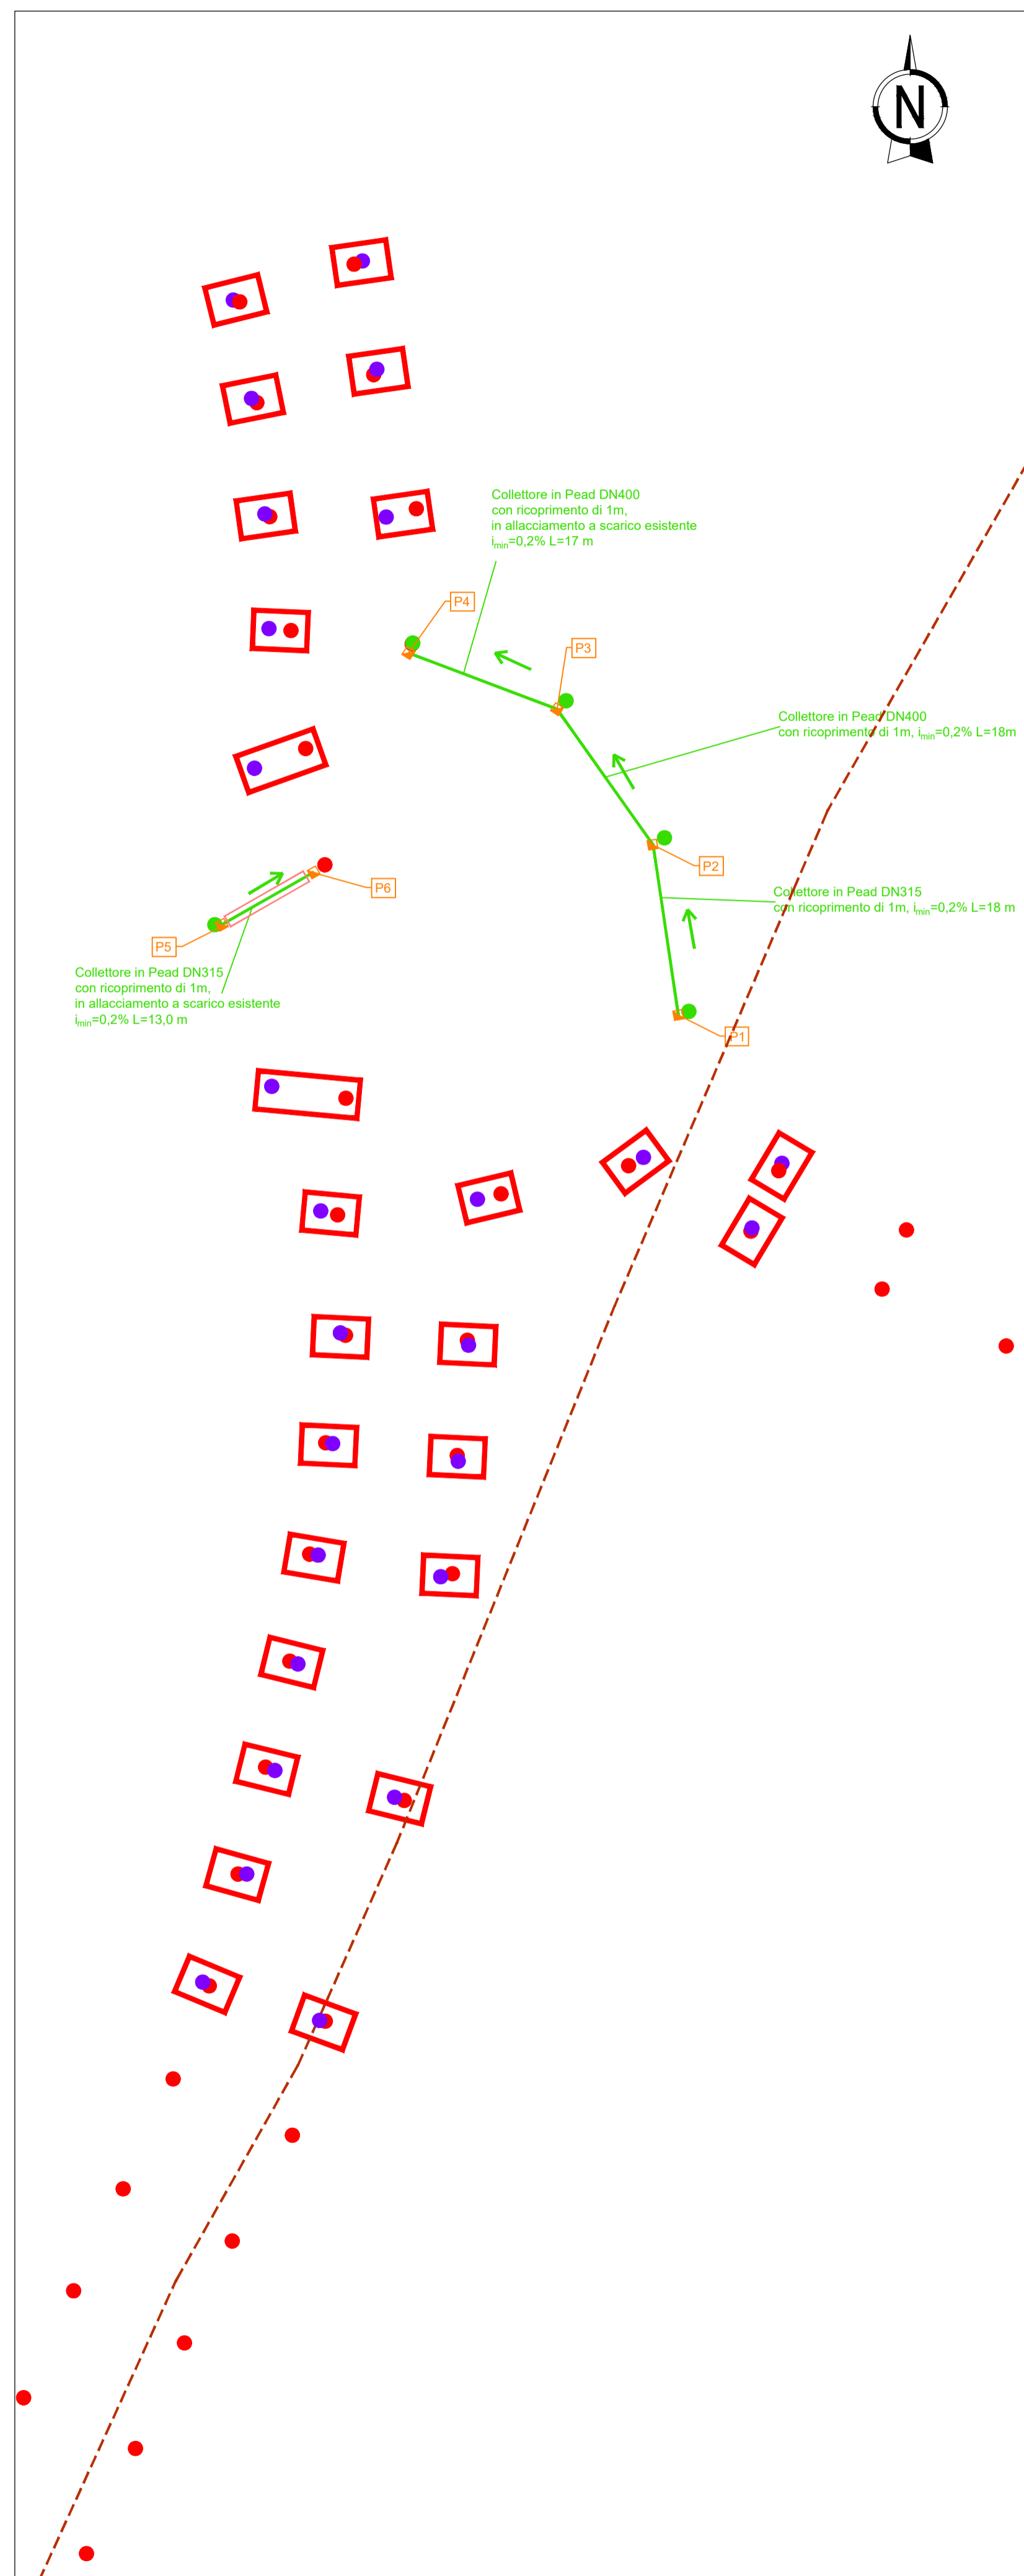 N
Collettore in Pead DN400
con ricoprimento di 1m,
in allacciamento a scarico esistente
imin=0,2% L=17 m
P4
P3
Collettore in Pead DN400
con ricoprimento di 1m, imin=0,2% L=18m
P2
P6
Collettore in Pead DN315
con ricoprimento di 1m, imin=0,2% L=18 m
P5
Collettore in Pead DN315
con ricoprimento di 1m,
in allacciamento a scarico esistente
imin=0,2% L=13,0 m
P1